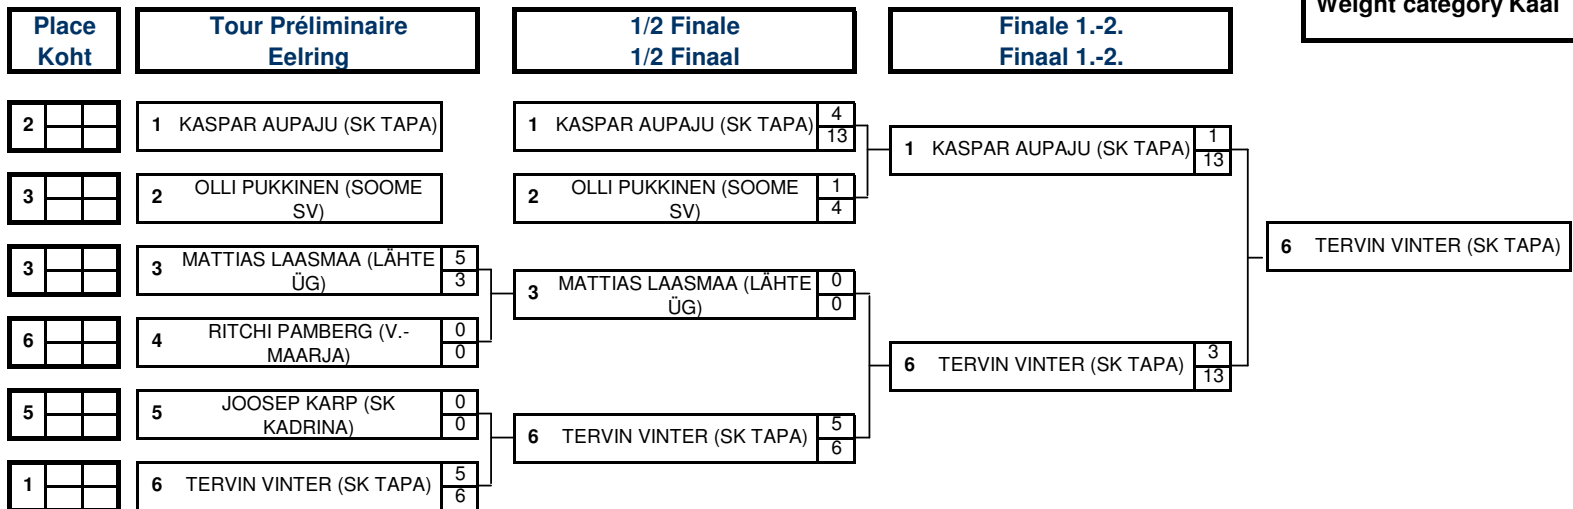 Weight category Kaal
Place
Koht
Tour Préliminaire
Eelring
1/2 Finale
1/2 Finaal
Finale 1.-2.
Finaal 1.-2.
2
1 KASPAR AUPAJU (SK TAPA)
1 KASPAR AUPAJU (SK TAPA) 4
13
1 KASPAR AUPAJU (SK TAPA) 1
13
3
2 OLLI PUKKINEN (SOOME
SV)
2 OLLI PUKKINEN (SOOME
SV)
1
4
6 TERVIN VINTER (SK TAPA)
3
3 MATTIAS LAASMAA (LÄHTE
ÜG)
5
3
3 MATTIAS LAASMAA (LÄHTE
ÜG)
0
0
6
4 RITCHI PAMBERG (V.-
MAARJA)
0
0
6 TERVIN VINTER (SK TAPA) 3
13
5
5 JOOSEP KARP (SK
KADRINA)
0
0
6 TERVIN VINTER (SK TAPA) 5
6
1
6 TERVIN VINTER (SK TAPA) 5
6